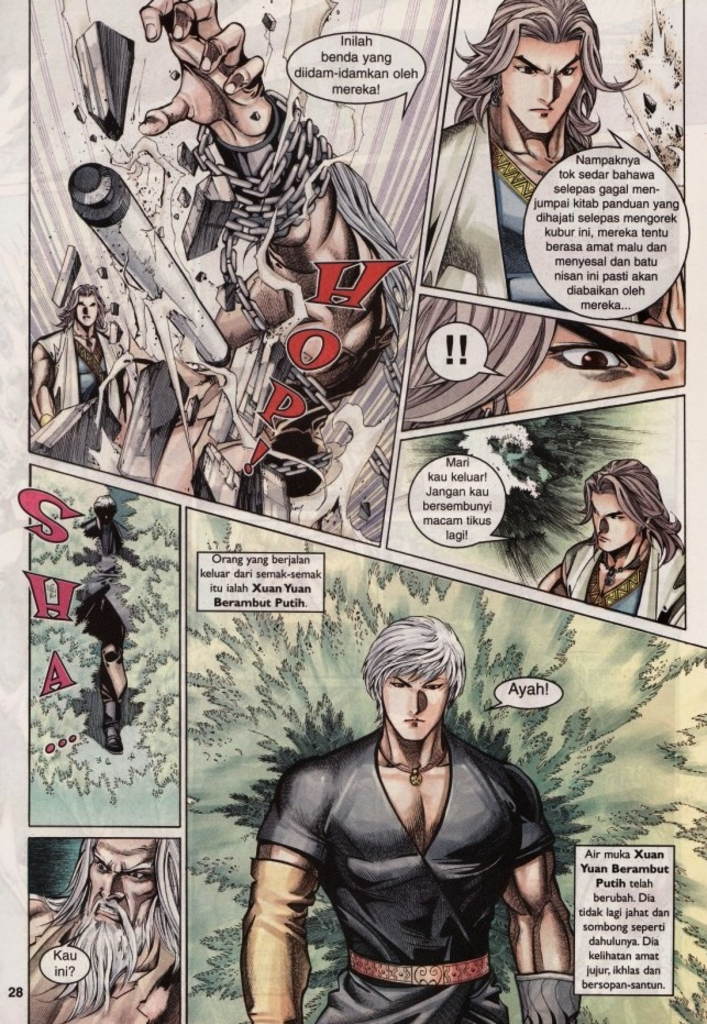 Inilah
benda yang
diidam-idamkan oleh
mereka!
Nampaknya
tok sedar bahawa
selepas gagal men-
jumpai kitab panduan yang
dihajati selepas mengorek
kubur ini, mereka tentu
berasa amat malu dan
menyesal dan batu
nisan ini pasti akan
diabaikan oleh
mereka...
HOP!
!!
Mari
kau keluar!
Jangan kau
bersembunyi
macam tikus
lagi!
SHA...
Orang yang berjalan
keluar dari semak-semak
itu ialah Xuan Yuan
Berambut Putih.
Ayah!
Kau
ini?
Air muka Xuan
Yuan Berambut
Putih telah
berubah. Dia
tidak lagi jahat dan
sombong seperti
dahulunya. Dia
kelihatan amat
jujur, ikhlas dan
bersopan-santun.
28